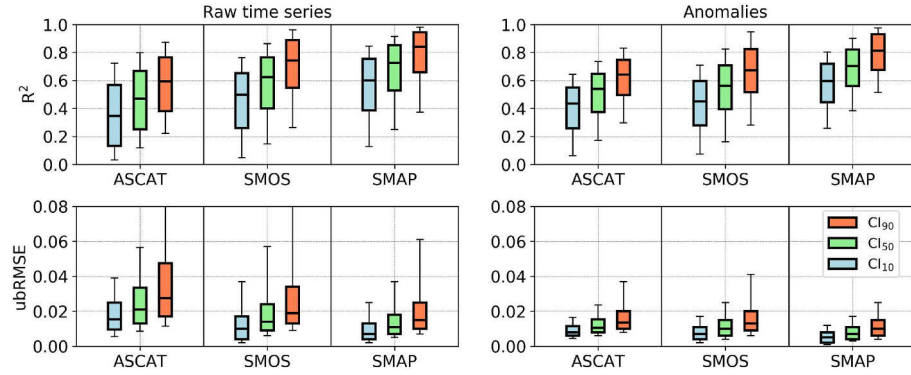 Raw time series
Anomalies
R²
1.0
0.8
0.6
0.4
0.2
0.0
ASCAT
SMOS
SMAP
1.0
0.8
0.6
0.4
0.2
0.0
ASCAT
SMOS
SMAP
ubRMSE
0.08
0.06
0.04
0.02
0.00
ASCAT
SMOS
SMAP
0.08
0.06
0.04
0.02
0.00
ASCAT
SMOS
SMAP
CI₉₀
CI₅₀
CI₁₀